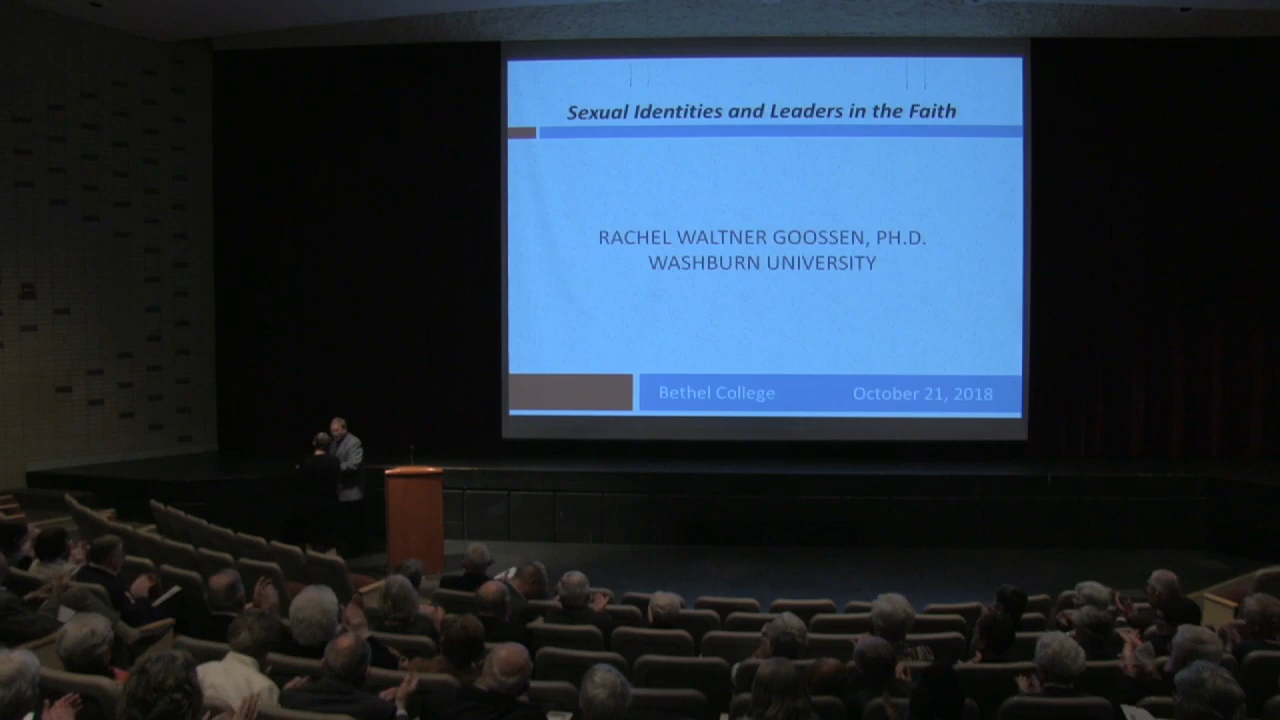 Sexual Identities and Leaders in the Faith
RACHEL WALTNER GOOSSEN, PH.D.
WASHBURN UNIVERSITY
Bethel College October 21, 2018